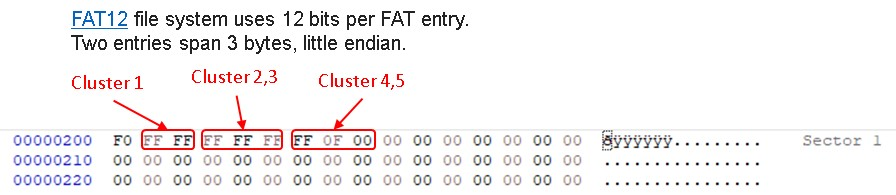 FAT12 file system uses 12 bits per FAT entry.
Two entries span 3 bytes, little endian.
Cluster 1 Cluster 2,3 Cluster 4,5
00000200 F0 FF FF FF FF FF FF 0F 00 00 00 00 00 00 00 00 ðÿÿÿÿÿÿ......... Sector 1
00000210 00 00 00 00 00 00 00 00 00 00 00 00 00 00 00 00 ................
00000220 00 00 00 00 00 00 00 00 00 00 00 00 00 00 00 00 ................